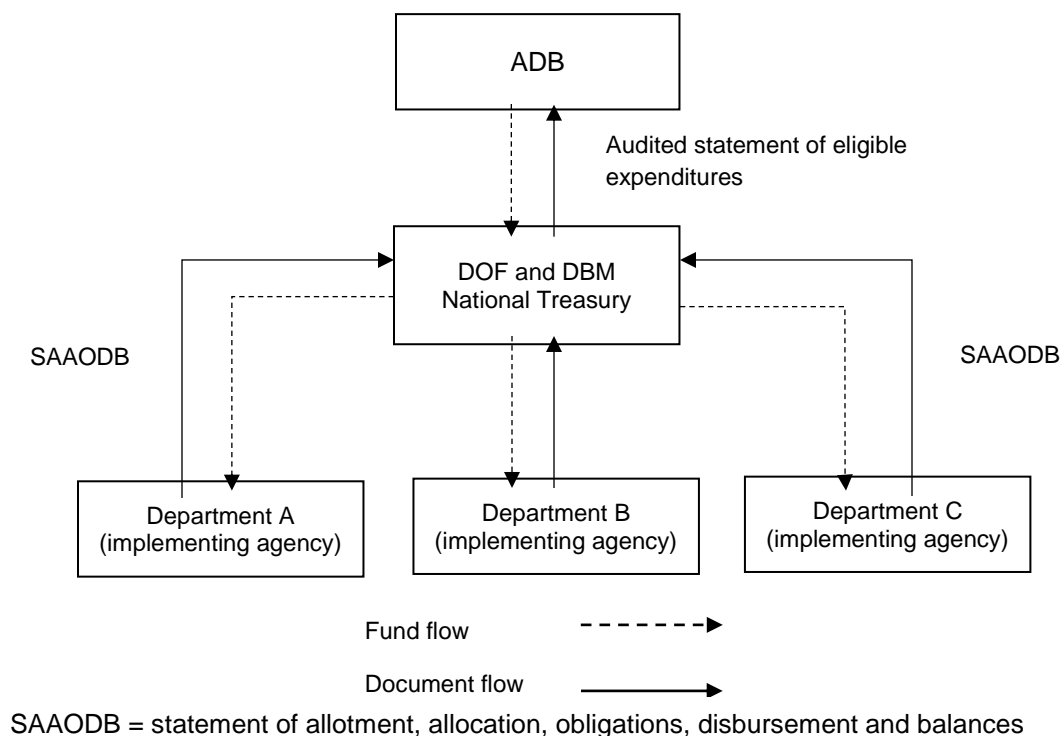 ADB
Audited statement of eligible
expenditures
DOF and DBM
National Treasury
SAAODB
SAAODB
Department A
(implementing agency)
Department B
(implementing agency)
Department C
(implementing agency)
Fund flow
Document flow
SAAODB = statement of allotment, allocation, obligations, disbursement and balances